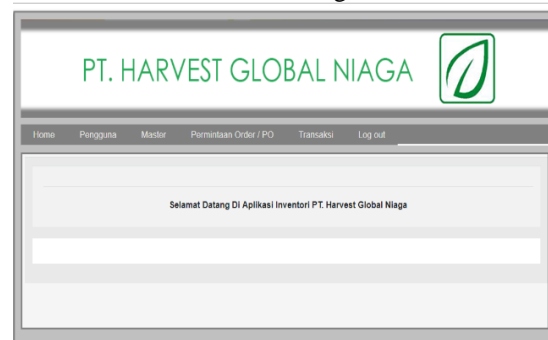 PT. HARVEST GLOBAL NIAGA
Home Pengguna Master Permintaan Order / PO Transaksi Log out
Selamat Datang Di Aplikasi Inventori PT. Harvest Global Niaga